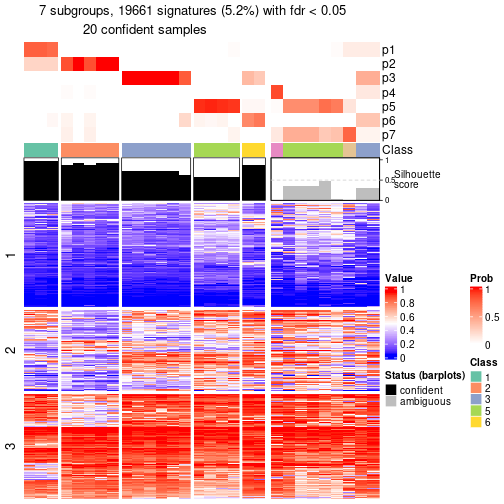 7 subgroups, 19661 signatures (5.2%) with fdr < 0.05
20 confident samples
p1
p2
p3
p4
p5
p6
p7
Class
1
0.5
0
Silhouette
score
1
2
3
Value
1
0.8
0.6
0.4
0.2
0
Status (barplots)
confident
ambiguous
Prob
1
0.5
0
Class
1
2
3
5
6